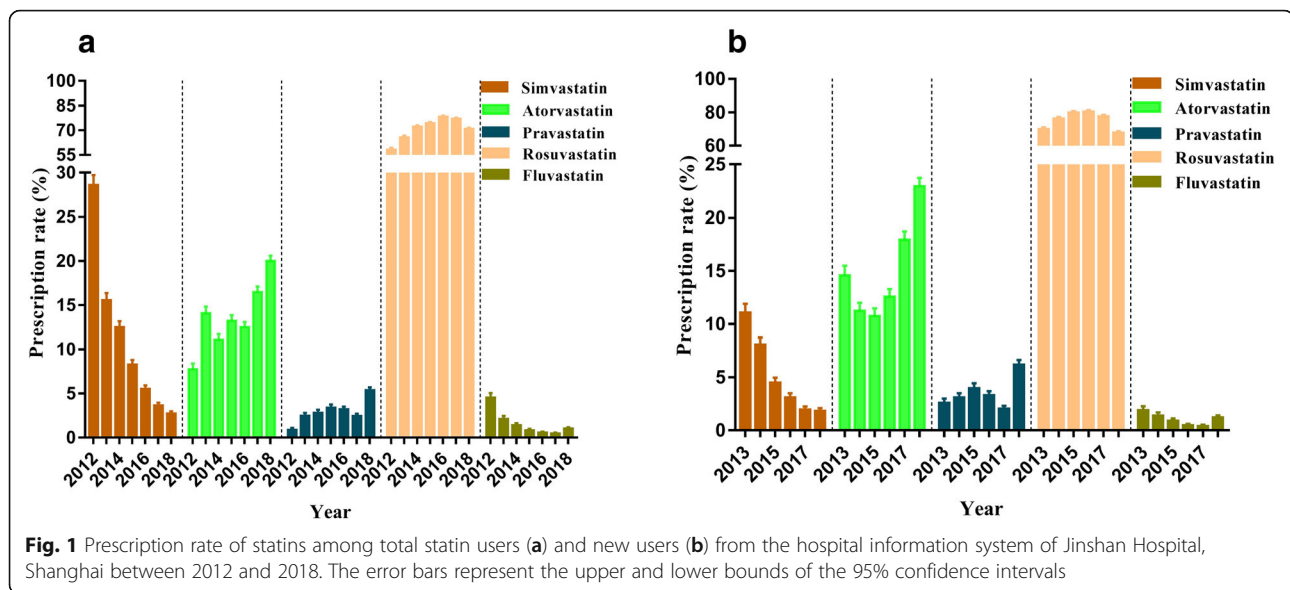 a
Prescription rate (%)
100
85
70
55
30
25
20
15
10
5
0
Simvastatin
Atorvastatin
Pravastatin
Rosuvastatin
Fluvastatin
2012 2014 2016 2018 2012 2014 2016 2018 2012 2014 2016 2018 2012 2014 2016 2018 2012 2014 2016 2018
Year
b
Prescription rate (%)
100
80
60
25
20
15
10
5
0
Simvastatin
Atorvastatin
Pravastatin
Rosuvastatin
Fluvastatin
2013 2015 2017 2013 2015 2017 2013 2015 2017 2013 2015 2017 2013 2015 2017
Year
Fig. 1 Prescription rate of statins among total statin users (a) and new users (b) from the hospital information system of Jinshan Hospital,
Shanghai between 2012 and 2018. The error bars represent the upper and lower bounds of the 95% confidence intervals